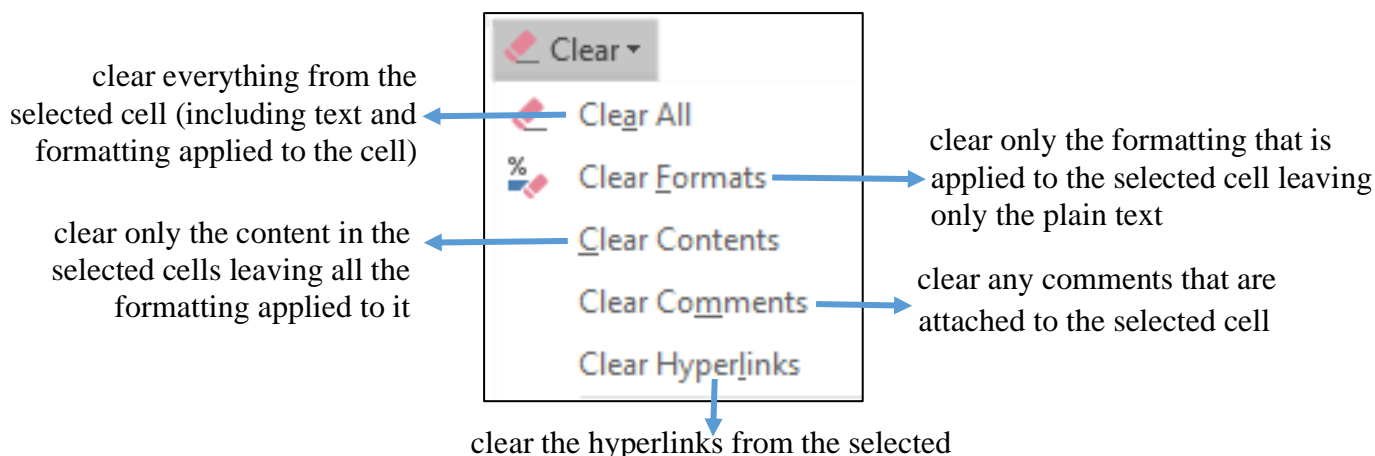 Clear
clear everything from the
selected cell (including text and
formatting applied to the cell)
Clear All
%
Clear Formats
clear only the formatting that is
applied to the selected cell leaving
only the plain text
clear only the content in the
selected cells leaving all the
formatting applied to it
Clear Contents
Clear Comments
clear any comments that are
attached to the selected cell
Clear Hyperlinks
clear the hyperlinks from the selected